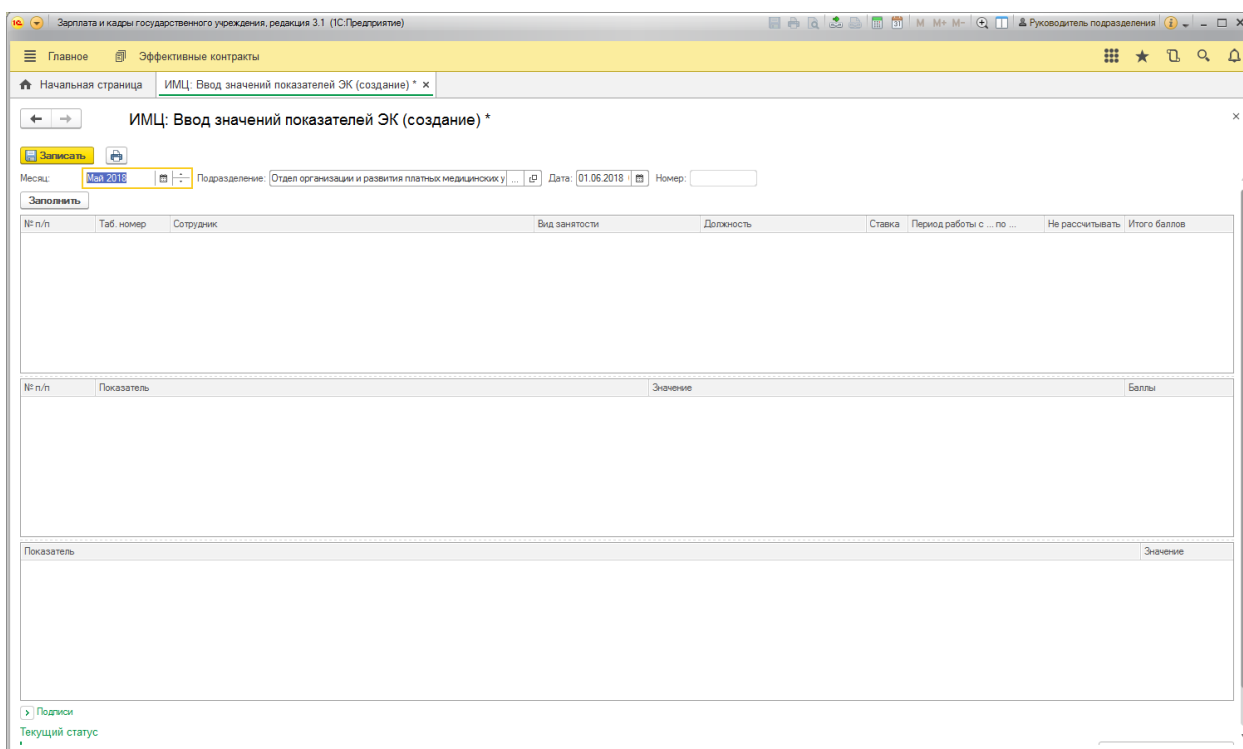 1С Зарплата и кадры государственного учреждения, редакция 3.1 (1С:Предприятие) 31 M M+ M- Руководитель подразделения
Главное Эффективные контракты
Начальная страница ИМЦ: Ввод значений показателей ЭК (создание) * ×
ИМЦ: Ввод значений показателей ЭК (создание) *
Записать
Месяц: Май 2018 Подразделение: Отдел организации и развития платных медицинских у ... Дата: 01.06.2018 Номер:
Заполнить
№ п/п Таб. номер Сотрудник Вид занятости Должность Ставка Период работы с ... по ... Не рассчитывать Итого баллов
№ п/п Показатель Значение Баллы
Показатель Значение
Подписи
Текущий статус